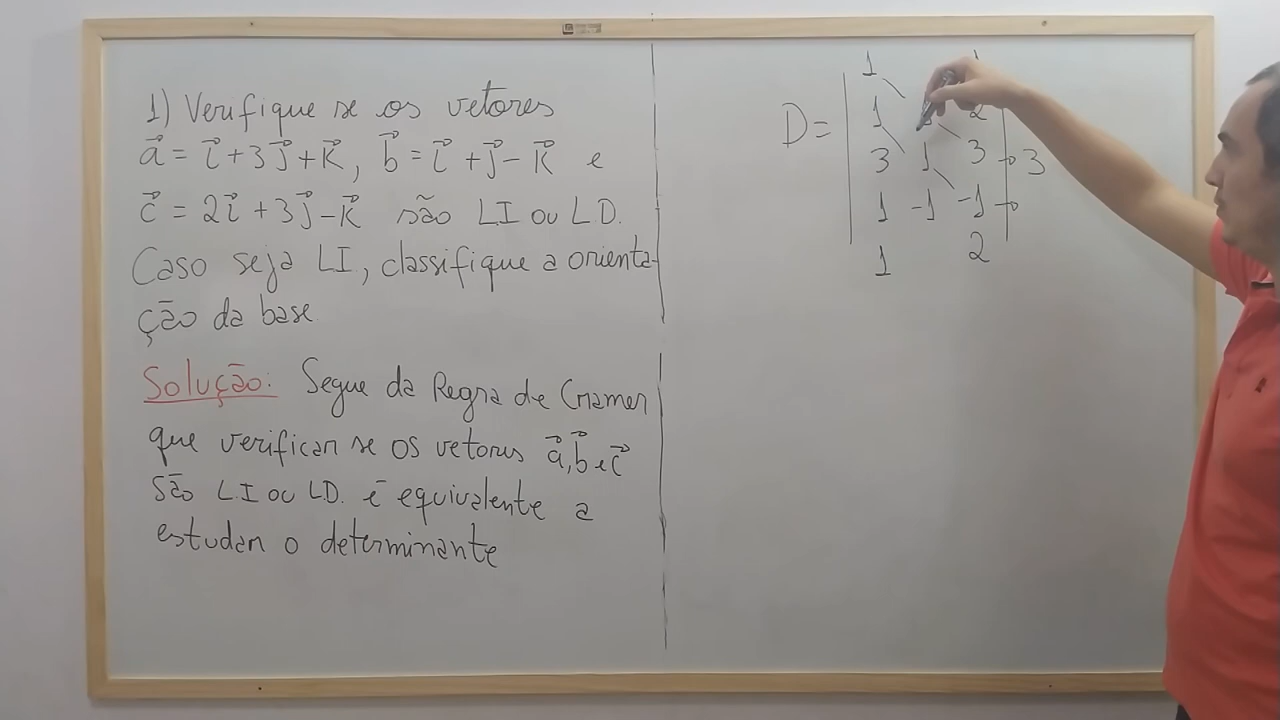 1) Verifique se os vetores
a⃗ = i⃗ + 3j⃗ + k⃗, b⃗ = i⃗ + j⃗ - k⃗ e
c⃗ = 2i⃗ + 3j⃗ - k⃗ são LI ou LD.
Caso seja LI, classifique a orienta-
ção da base.
Solução: Segue da Regra de Cramer
que verificar se os vetores a⃗, b⃗ e c⃗
são L.I ou L.D. é equivalente a
estudar o determinante
1
D = 1 2
3 1 3 → 3
1 -1 -1 →
1 2